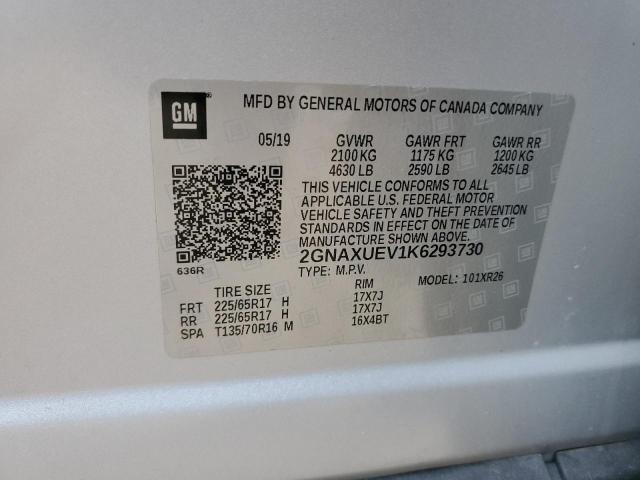 GM
MFD BY GENERAL MOTORS OF CANADA COMPANY
05/19 GVWR GAWR FRT GAWR RR
2100 KG 1175 KG 1200 KG
4630 LB 2590 LB 2645 LB
THIS VEHICLE CONFORMS TO ALL
APPLICABLE U.S. FEDERAL MOTOR
VEHICLE SAFETY AND THEFT PREVENTION
STANDARDS IN EFFECT ON THE DATE OF
MANUFACTURE SHOWN ABOVE.
2GNAXUEV1K6293730
636R
TYPE: M.P.V. MODEL: 101XR26
TIRE SIZE RIM
FRT 225/65R17 H 17X7J
RR 225/65R17 H 17X7J
SPA T135/70R16 M 16X4BT